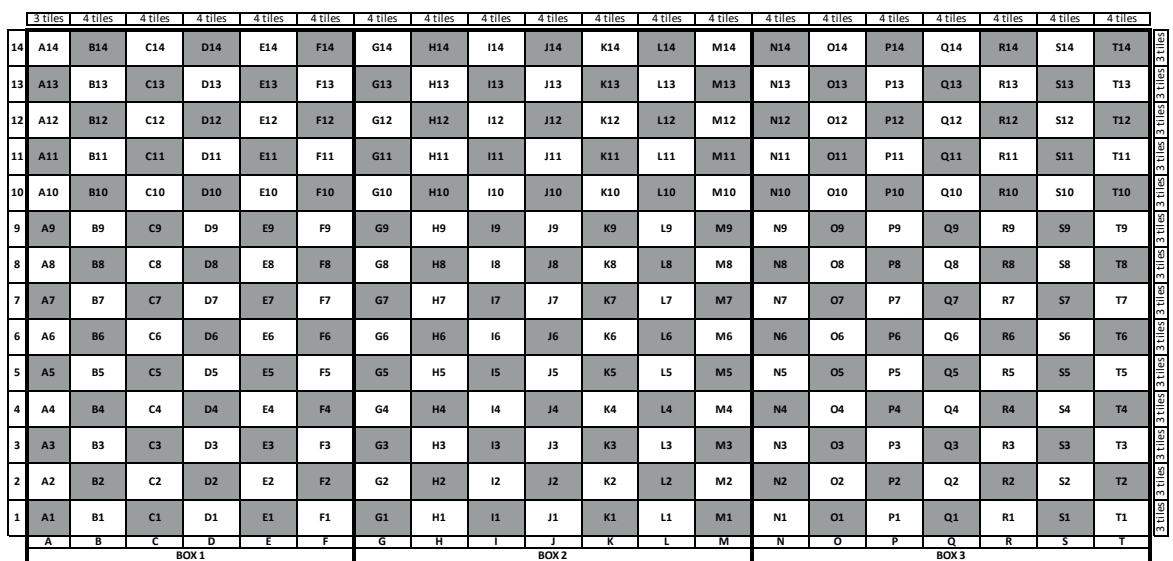 3 tiles 4 tiles 4 tiles 4 tiles 4 tiles 4 tiles 4 tiles 4 tiles 4 tiles 4 tiles 4 tiles 4 tiles 4 tiles 4 tiles 4 tiles 4 tiles 4 tiles 4 tiles 4 tiles 4 tiles
14 A14 B14 C14 D14 E14 F14 G14 H14 I14 J14 K14 L14 M14 N14 O14 P14 Q14 R14 S14 T14 3 tiles
13 A13 B13 C13 D13 E13 F13 G13 H13 I13 J13 K13 L13 M13 N13 O13 P13 Q13 R13 S13 T13 3 tiles
12 A12 B12 C12 D12 E12 F12 G12 H12 I12 J12 K12 L12 M12 N12 O12 P12 Q12 R12 S12 T12 3 tiles
11 A11 B11 C11 D11 E11 F11 G11 H11 I11 J11 K11 L11 M11 N11 O11 P11 Q11 R11 S11 T11 3 tiles
10 A10 B10 C10 D10 E10 F10 G10 H10 I10 J10 K10 L10 M10 N10 O10 P10 Q10 R10 S10 T10 3 tiles
9 A9 B9 C9 D9 E9 F9 G9 H9 I9 J9 K9 L9 M9 N9 O9 P9 Q9 R9 S9 T9 3 tiles
8 A8 B8 C8 D8 E8 F8 G8 H8 I8 J8 K8 L8 M8 N8 O8 P8 Q8 R8 S8 T8 3 tiles
7 A7 B7 C7 D7 E7 F7 G7 H7 I7 J7 K7 L7 M7 N7 O7 P7 Q7 R7 S7 T7 3 tiles
6 A6 B6 C6 D6 E6 F6 G6 H6 I6 J6 K6 L6 M6 N6 O6 P6 Q6 R6 S6 T6 3 tiles
5 A5 B5 C5 D5 E5 F5 G5 H5 I5 J5 K5 L5 M5 N5 O5 P5 Q5 R5 S5 T5 3 tiles
4 A4 B4 C4 D4 E4 F4 G4 H4 I4 J4 K4 L4 M4 N4 O4 P4 Q4 R4 S4 T4 3 tiles
3 A3 B3 C3 D3 E3 F3 G3 H3 I3 J3 K3 L3 M3 N3 O3 P3 Q3 R3 S3 T3 3 tiles
2 A2 B2 C2 D2 E2 F2 G2 H2 I2 J2 K2 L2 M2 N2 O2 P2 Q2 R2 S2 T2 3 tiles
1 A1 B1 C1 D1 E1 F1 G1 H1 I1 J1 K1 L1 M1 N1 O1 P1 Q1 R1 S1 T1 3 tiles
A B C D E F G H I J K L M N O P Q R S T
BOX 1 BOX 2 BOX 3